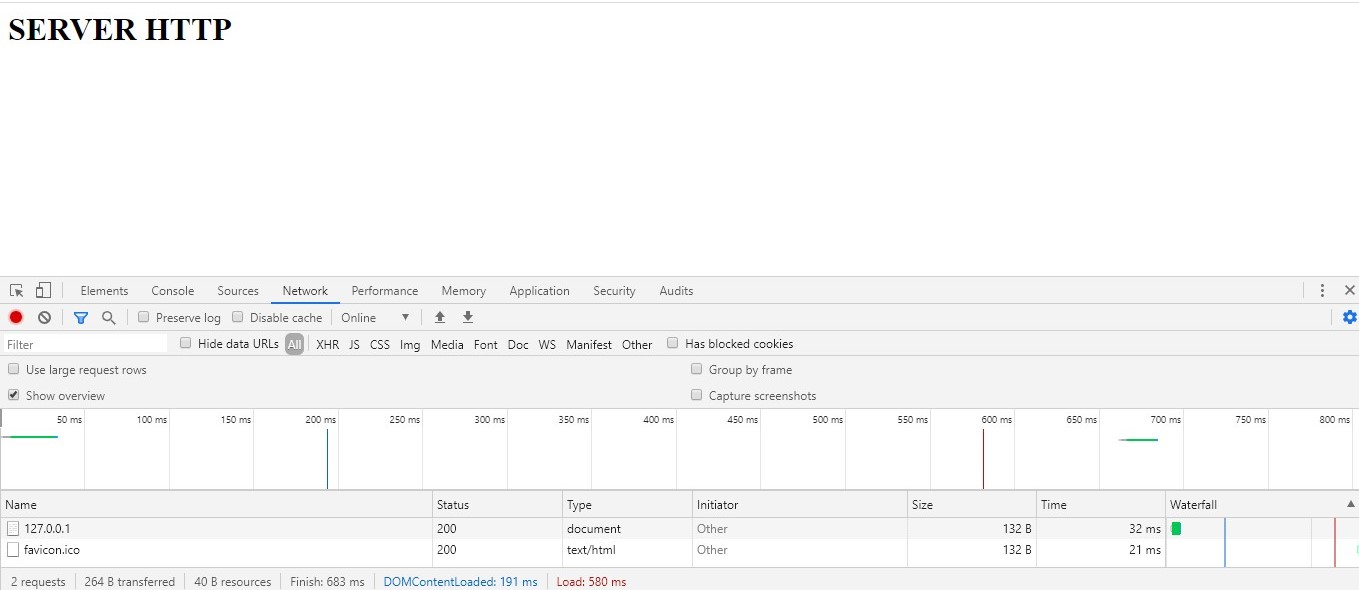 SERVER HTTP
Elements Console Sources Network Performance Memory Application Security Audits
Preserve log Disable cache Online
Filter Hide data URLs All XHR JS CSS Img Media Font Doc WS Manifest Other Has blocked cookies
Use large request rows Group by frame
Show overview Capture screenshots
50 ms 100 ms 150 ms 200 ms 250 ms 300 ms 350 ms 400 ms 450 ms 500 ms 550 ms 600 ms 650 ms 700 ms 750 ms 800 ms
Name Status Type Initiator Size Time Waterfall
127.0.0.1 200 document Other 132 B 32 ms
favicon.ico 200 text/html Other 132 B 21 ms
2 requests 264 B transferred 40 B resources Finish: 683 ms DOMContentLoaded: 191 ms Load: 580 ms